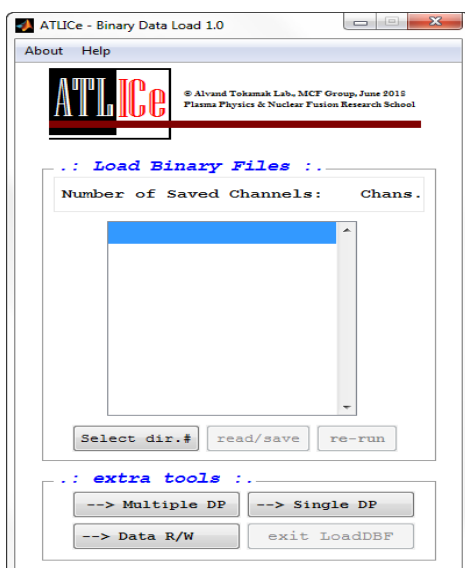 ATLICe - Binary Data Load 1.0
About Help
ATLICe
© Alvand Tokamak Lab., MCF Group, June 2015
Plasma Physics & Nuclear Fusion Research School
.: Load Binary Files :.
Number of Saved Channels: Chans.
Select dir.# read/save re-run
.: extra tools :.
--> Multiple DP --> Single DP
--> Data R/W exit LoadDBF